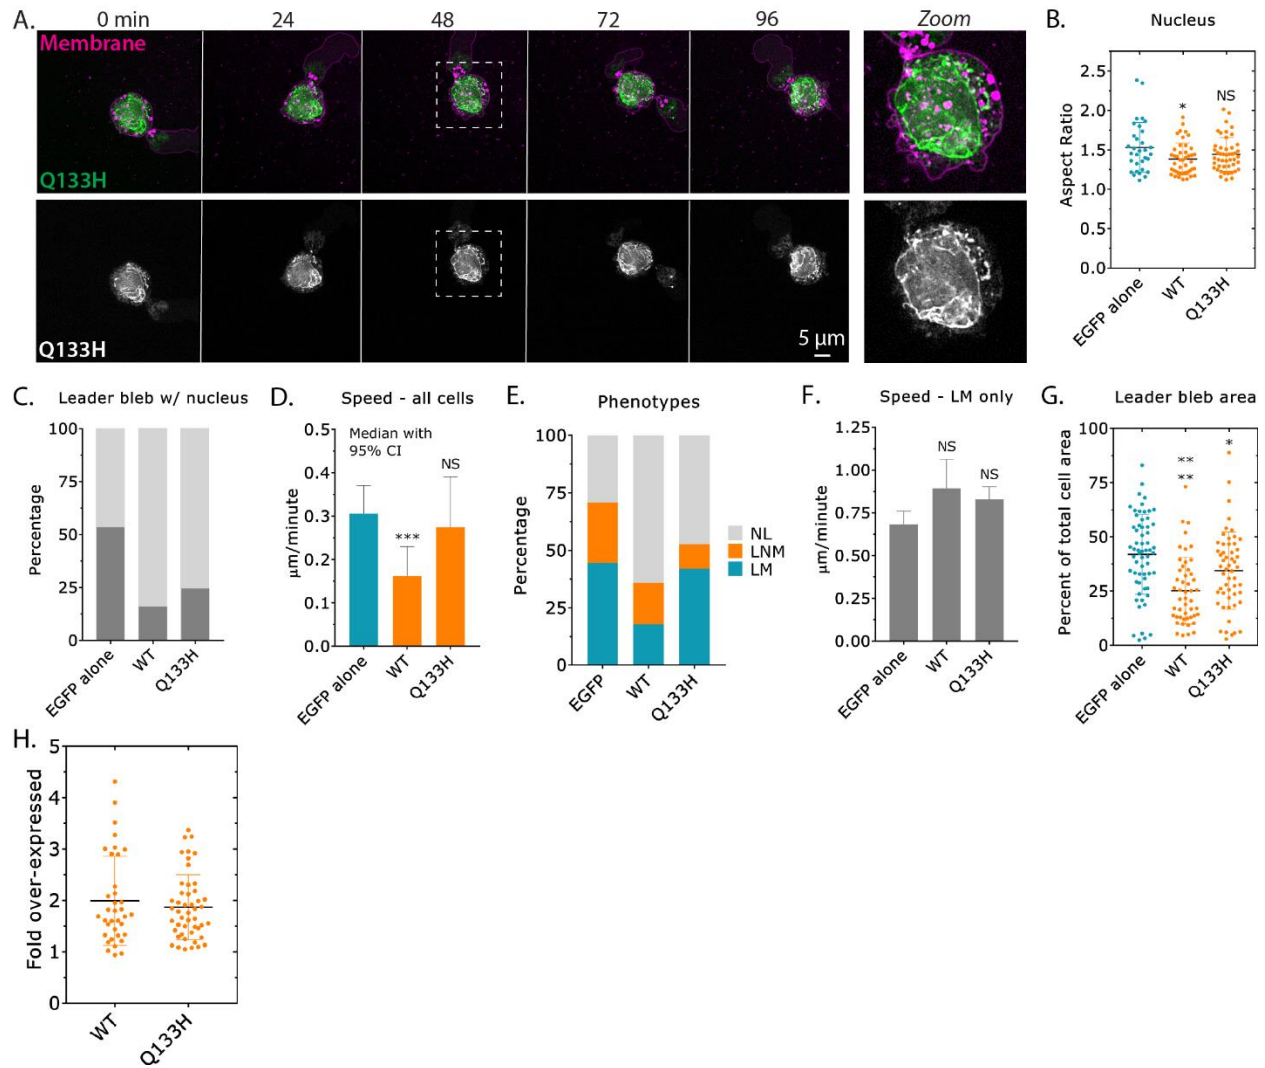 A.
0 min 24 48 72 96 Zoom
Membrane
Q133H
Q133H
5 µm
B. Nucleus
Aspect Ratio
2.5
2.0
1.5
1.0
0.5
0.0
* NS
EGFP alone WT Q133H
C. Leader bleb w/ nucleus
Percentage
100
75
50
25
0
EGFP alone WT Q133H
D. Speed - all cells
µm/minute
0.5
0.4
0.3
0.2
0.1
0.0
Median with
95% CI
*** NS
EGFP alone WT Q133H
E. Phenotypes
Percentage
100
75
50
25
0
EGFP WT Q133H
NL
LNM
LM
F. Speed - LM only
µm/minute
1.25
1.00
0.75
0.50
0.25
0.00
NS NS
EGFP alone WT Q133H
G. Leader bleb area
Percent of total cell area
100
75
50
25
0
**
**
*
EGFP alone WT Q133H
H.
Fold over-expressed
5
4
3
2
1
0
WT Q133H